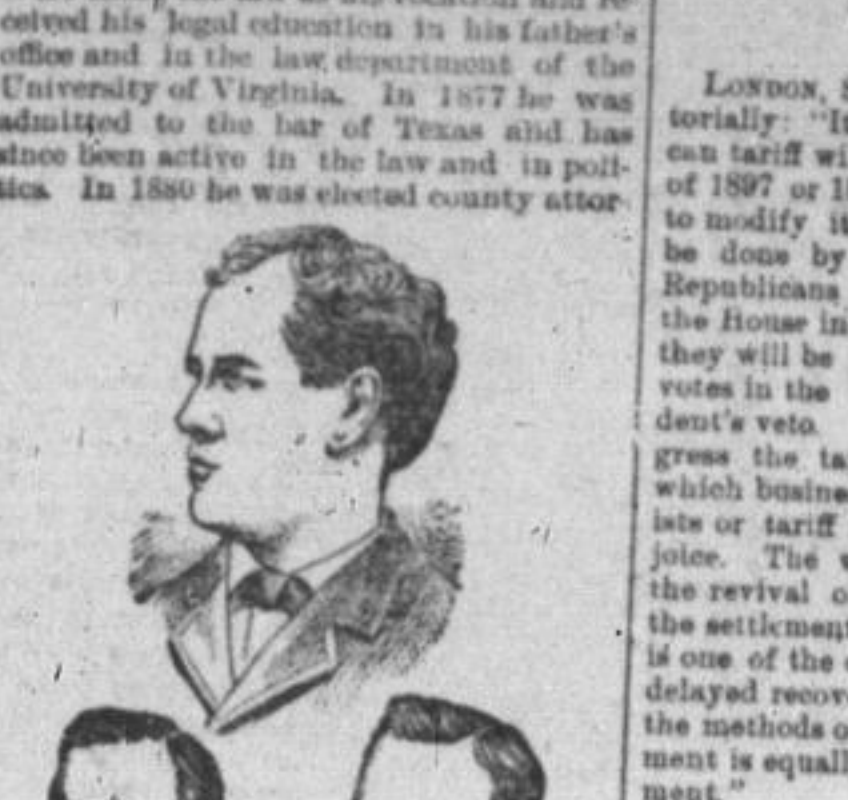 ceived his legal education in his father's
office and in the law department of the
University of Virginia. In 1877 he was
admitted to the bar of Texas and has
since been active in the law and in poli-
tics. In 1880 he was elected county attor-
LONDON,
torially: "It
can tariff wi
of 1897 or 1
to modify it
be done by
Republicans
the House in
they will be
votes in the
dent's veto.
gress the ta
which busine
ists or tariff
joice. The
the revival o
the settlement
is one of the
delayed recov
the methods o
ment is equall
ment."